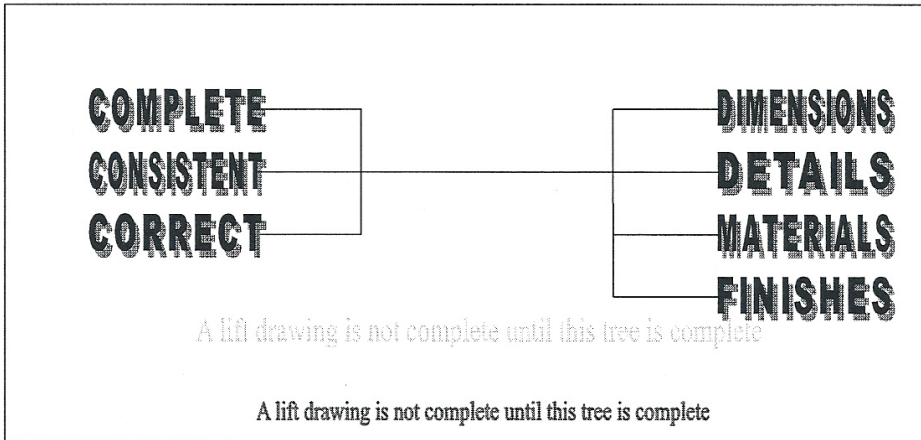 COMPLETE
CONSISTENT
CORRECT
DIMENSIONS
DETAILS
MATERIALS
FINISHES
A lift drawing is not complete until this tree is complete
A lift drawing is not complete until this tree is complete